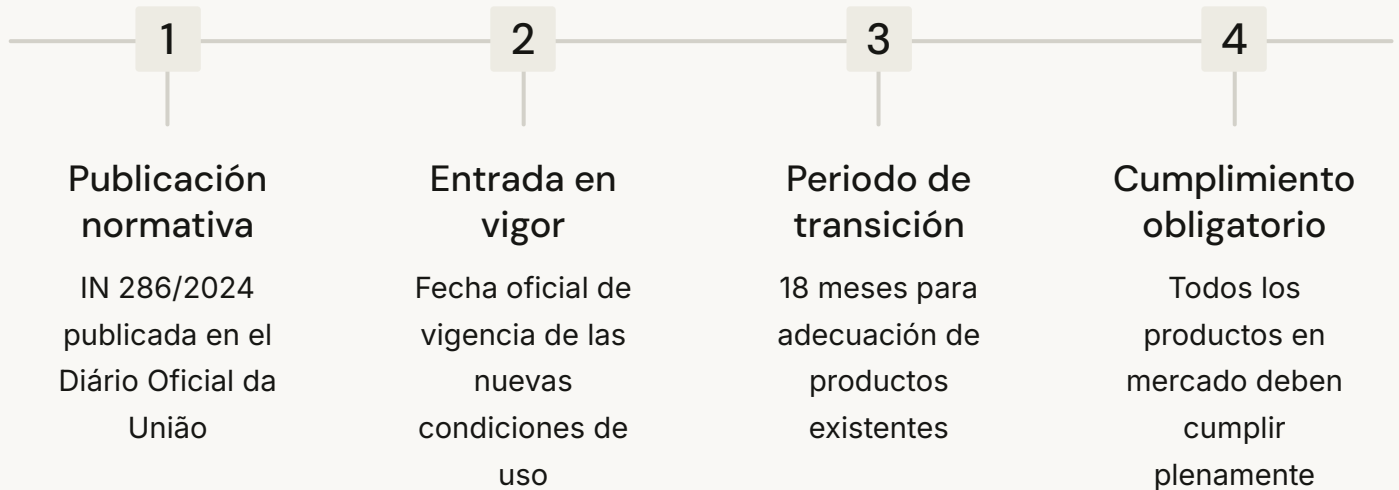 1
2
3
4
Publicación
normativa
IN 286/2024
publicada en el
Diário Oficial da
União
Entrada en
vigor
Fecha oficial de
vigencia de las
nuevas
condiciones de
uso
Periodo de
transición
18 meses para
adecuación de
productos
existentes
Cumplimiento
obligatorio
Todos los
productos en
mercado deben
cumplir
plenamente